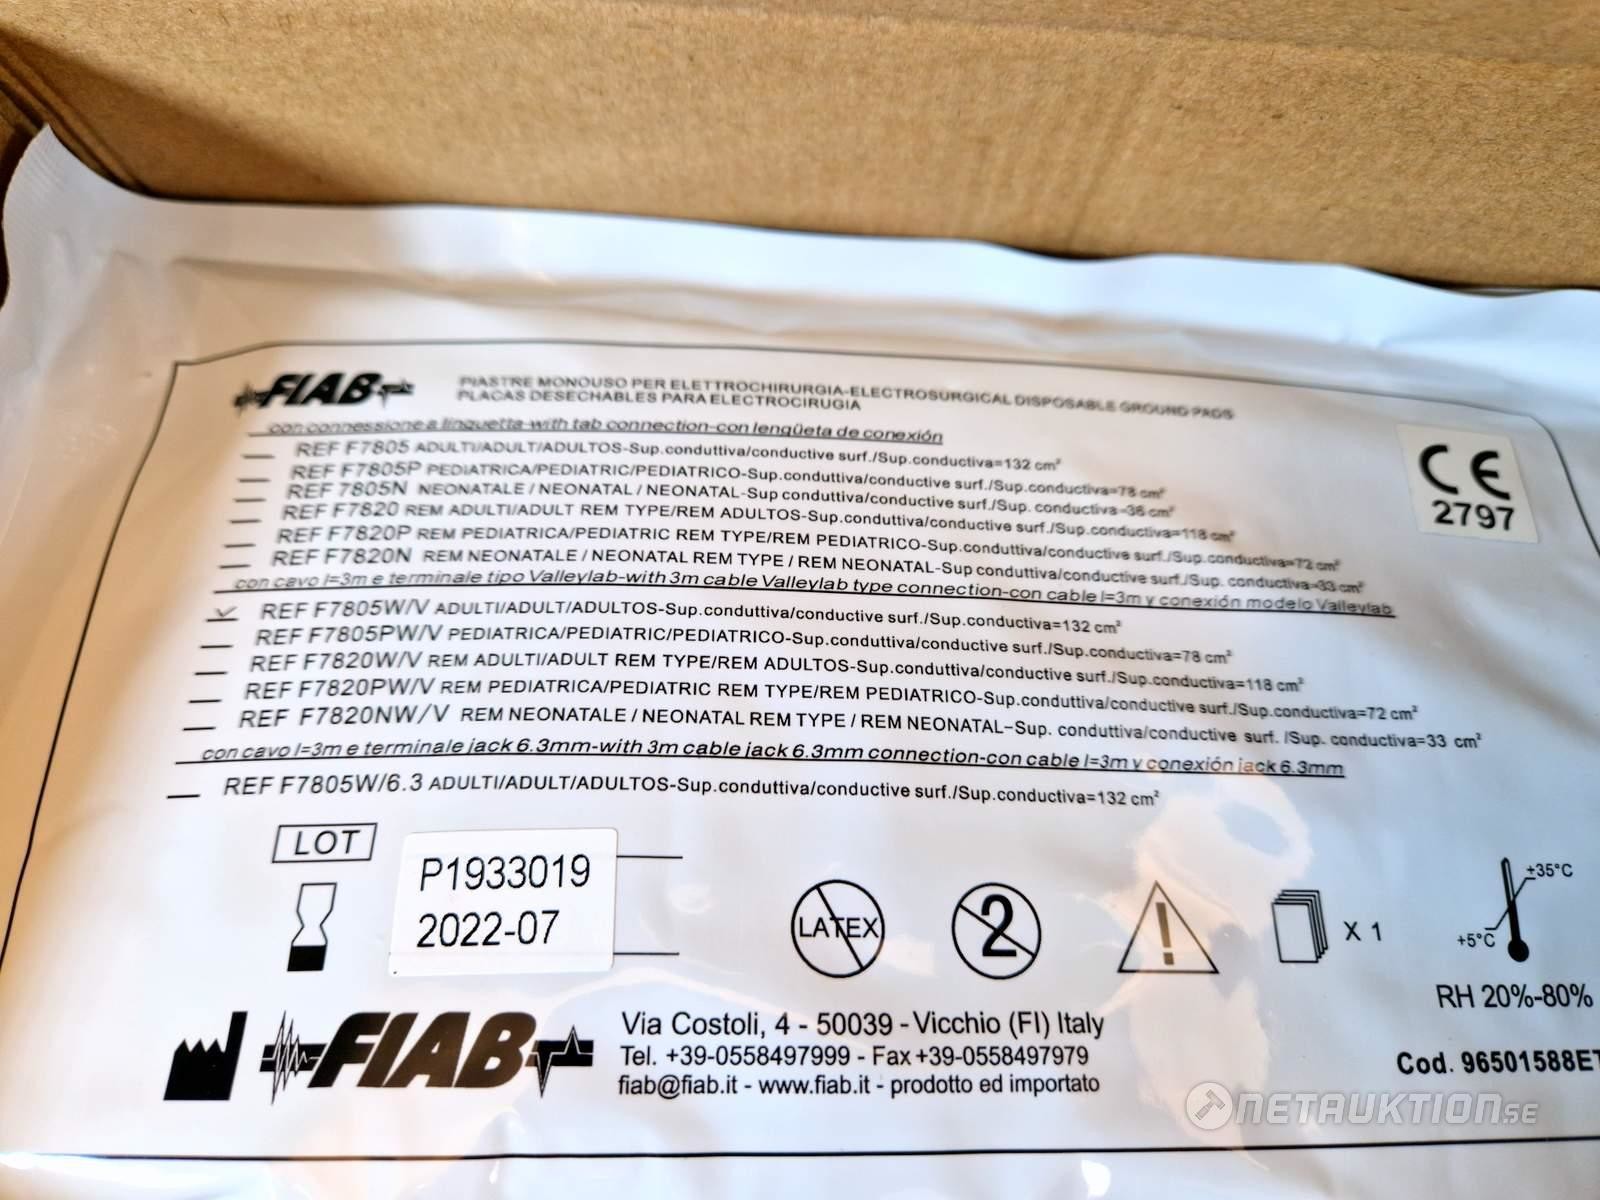 FIAB
PIASTRE MONOUSO PER ELETTROCHIRURGIA-ELECTROSURGICAL DISPOSABLE GROUND PADS
PLACAS DESECHABLES PARA ELECTROCIRUGIA
con connessione a linguetta-with tab connection-con lengüeta de conexión
REF F7805 ADULTI/ADULT/ADULTOS-Sup.conduttiva/conductive surf./Sup.conductiva=132 cm²
REF F7805P PEDIATRICA/PEDIATRIC/PEDIATRICO-Sup.conduttiva/conductive surf./Sup.conductiva=78 cm²
REF 7805N NEONATALE / NEONATAL / NEONATAL-Sup conduttiva/conductive surf./Sup. conductiva=36 cm²
REF F7820 REM ADULTI/ADULT REM TYPE/REM ADULTOS-Sup.conduttiva/conductive surf./Sup.conductiva=118 cm²
REF F7820P REM PEDIATRICA/PEDIATRIC REM TYPE/REM PEDIATRICO-Sup.conduttiva/conductive surf./Sup.conductiva=72 cm²
REF F7820N REM NEONATALE / NEONATAL REM TYPE / REM NEONATAL-Sup conduttiva/conductive surf./Sup. conductiva=33 cm²
con cavo l=3m e terminale tipo Valleylab-with 3m cable Valleylab type connection-con cable l=3m y conexión modelo Valleylab
REF F7805W/V ADULTI/ADULT/ADULTOS-Sup.conduttiva/conductive surf./Sup.conductiva=132 cm²
REF F7805PW/V PEDIATRICA/PEDIATRIC/PEDIATRICO-Sup.conduttiva/conductive surf./Sup.conductiva=78 cm²
REF F7820W/V REM ADULTI/ADULT REM TYPE/REM ADULTOS-Sup.conduttiva/conductive surf./Sup.conductiva=118 cm²
REF F7820PW/V REM PEDIATRICA/PEDIATRIC REM TYPE/REM PEDIATRICO-Sup.conduttiva/conductive surf./Sup.conductiva=72 cm²
REF F7820NW/V REM NEONATALE / NEONATAL REM TYPE / REM NEONATAL-Sup. conduttiva/conductive surf. /Sup. conductiva=33 cm²
con cavo l=3m e terminale jack 6.3mm-with 3m cable jack 6.3mm connection-con cable l=3m y conexión jack 6.3mm
REF F7805W/6.3 ADULTI/ADULT/ADULTOS-Sup.conduttiva/conductive surf./Sup.conductiva=132 cm²
CE
2797
LOT
P1933019
2022-07
LATEX
2
X 1
+35°C
+5°C
RH 20%-80%
FIAB
Via Costoli, 4 - 50039 - Vicchio (FI) Italy
Tel. +39-0558497999 - Fax +39-0558497979
fiab@fiab.it - www.fiab.it - prodotto ed importato
Cod. 96501588ET
NETAUKTION.SE